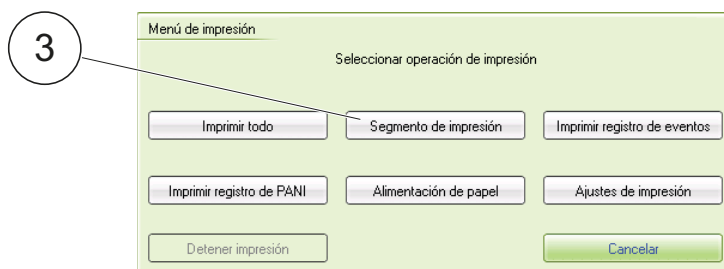 Menú de impresión
3
Seleccionar operación de impresión
Imprimir todo
Segmento de impresión
Imprimir registro de eventos
Imprimir registro de PANI
Alimentación de papel
Ajustes de impresión
Detener impresión
Cancelar